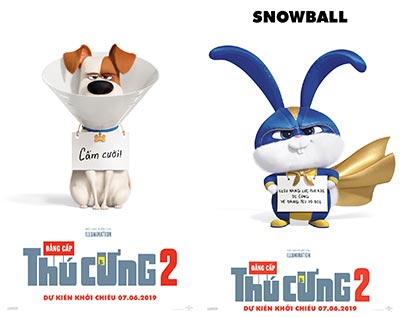 SNOWBALL
Cấm cười!
ILLUMINATION
ĐẲNG CẤP
THÚ CƯNG 2
DỰ KIẾN KHỞI CHIẾU 07.06.2019
ILLUMINATION
ĐẲNG CẤP
THÚ CƯNG 2
DỰ KIẾN KHỞI CHIẾU 07.06.2019